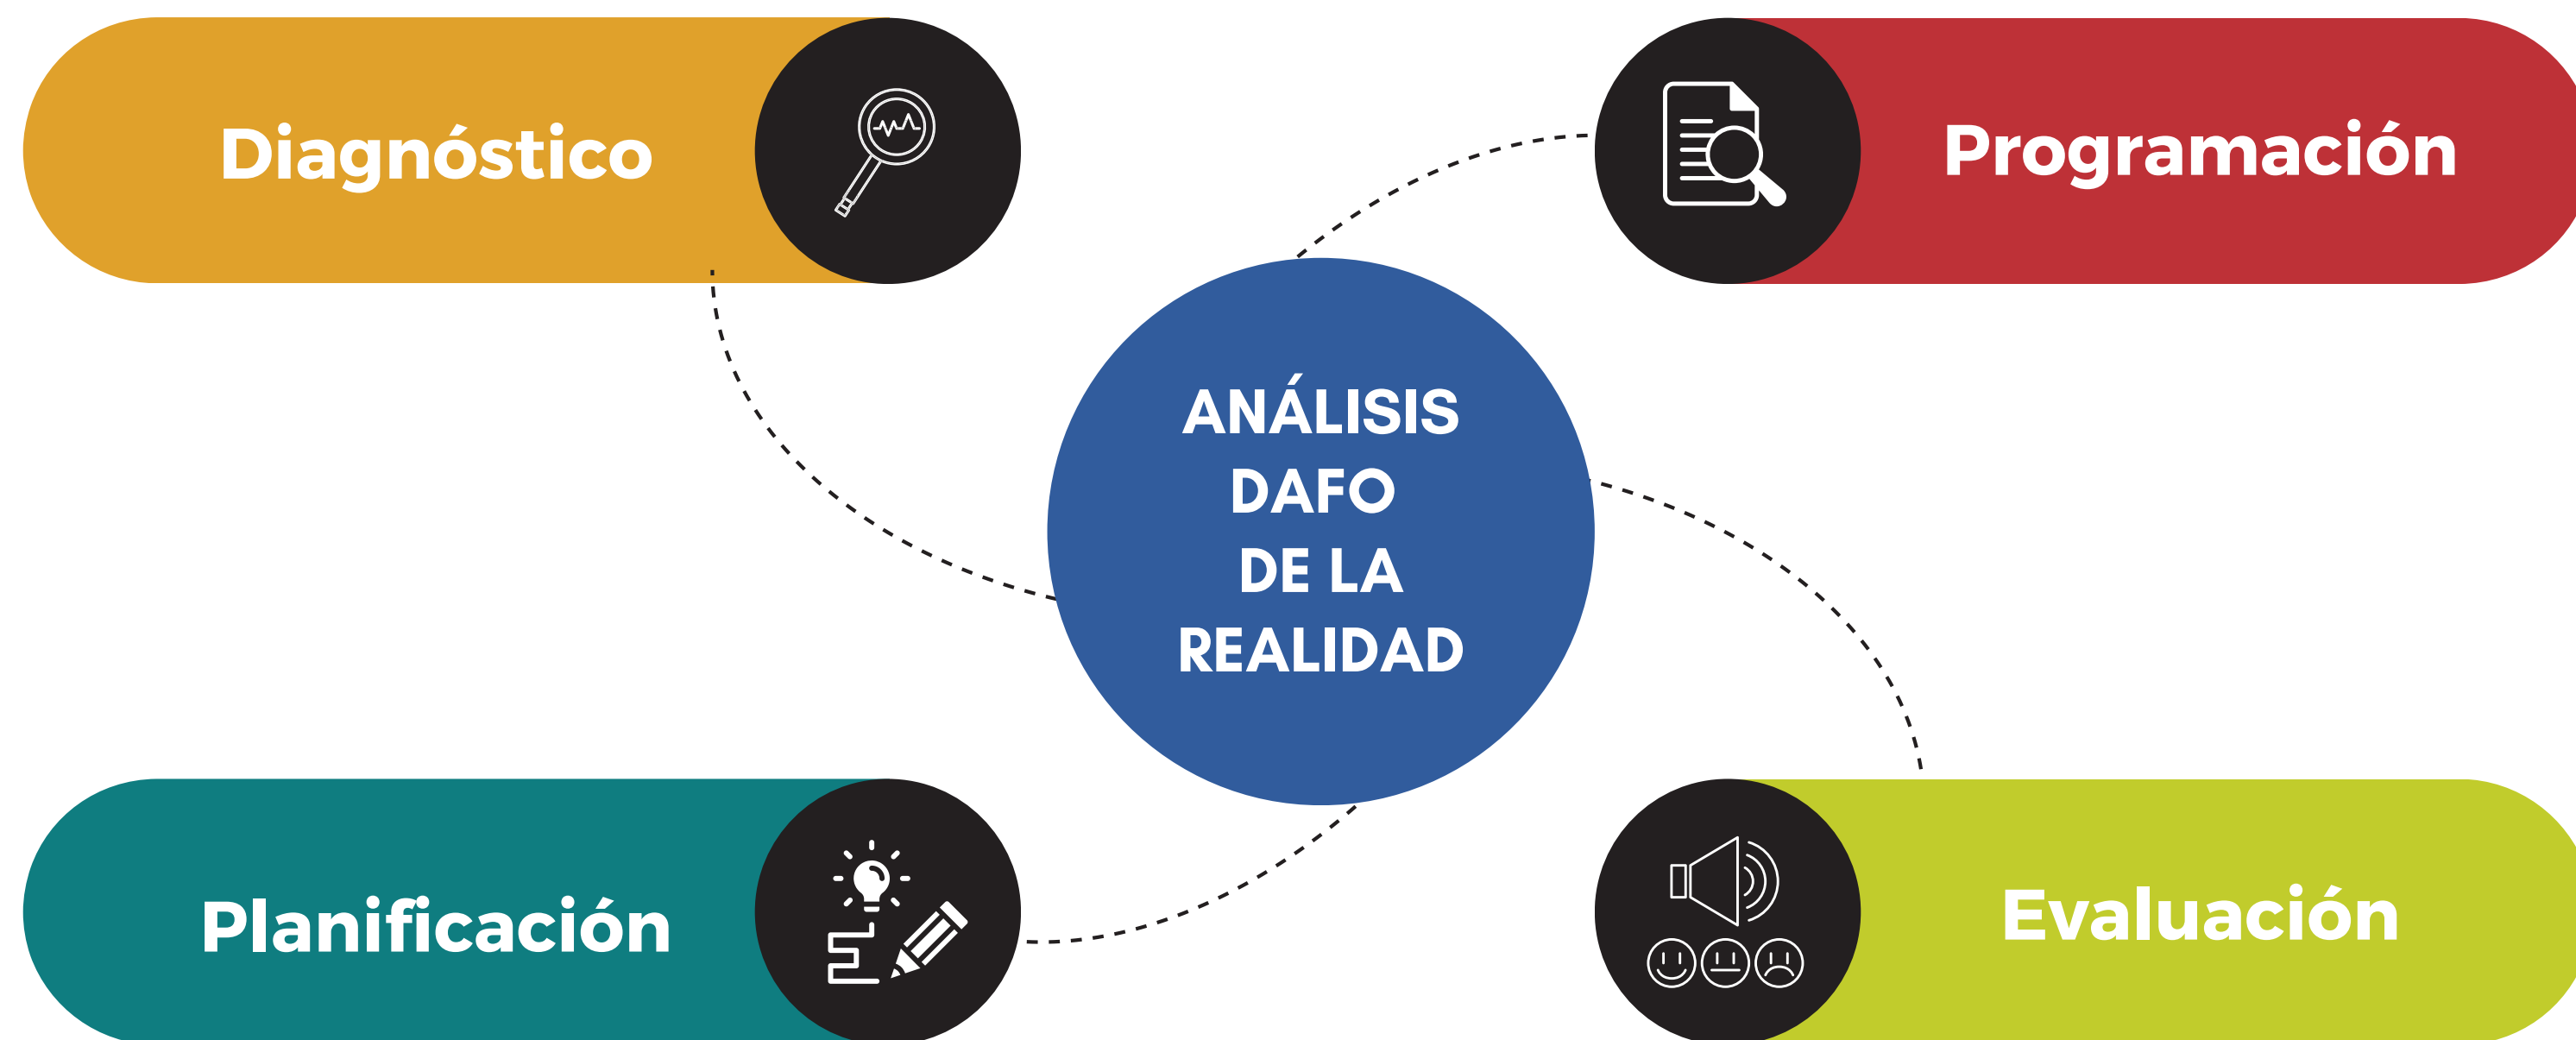 Diagnóstico
Programación
ANÁLISIS
DAFO
DE LA
REALIDAD
Planificación
Evaluación